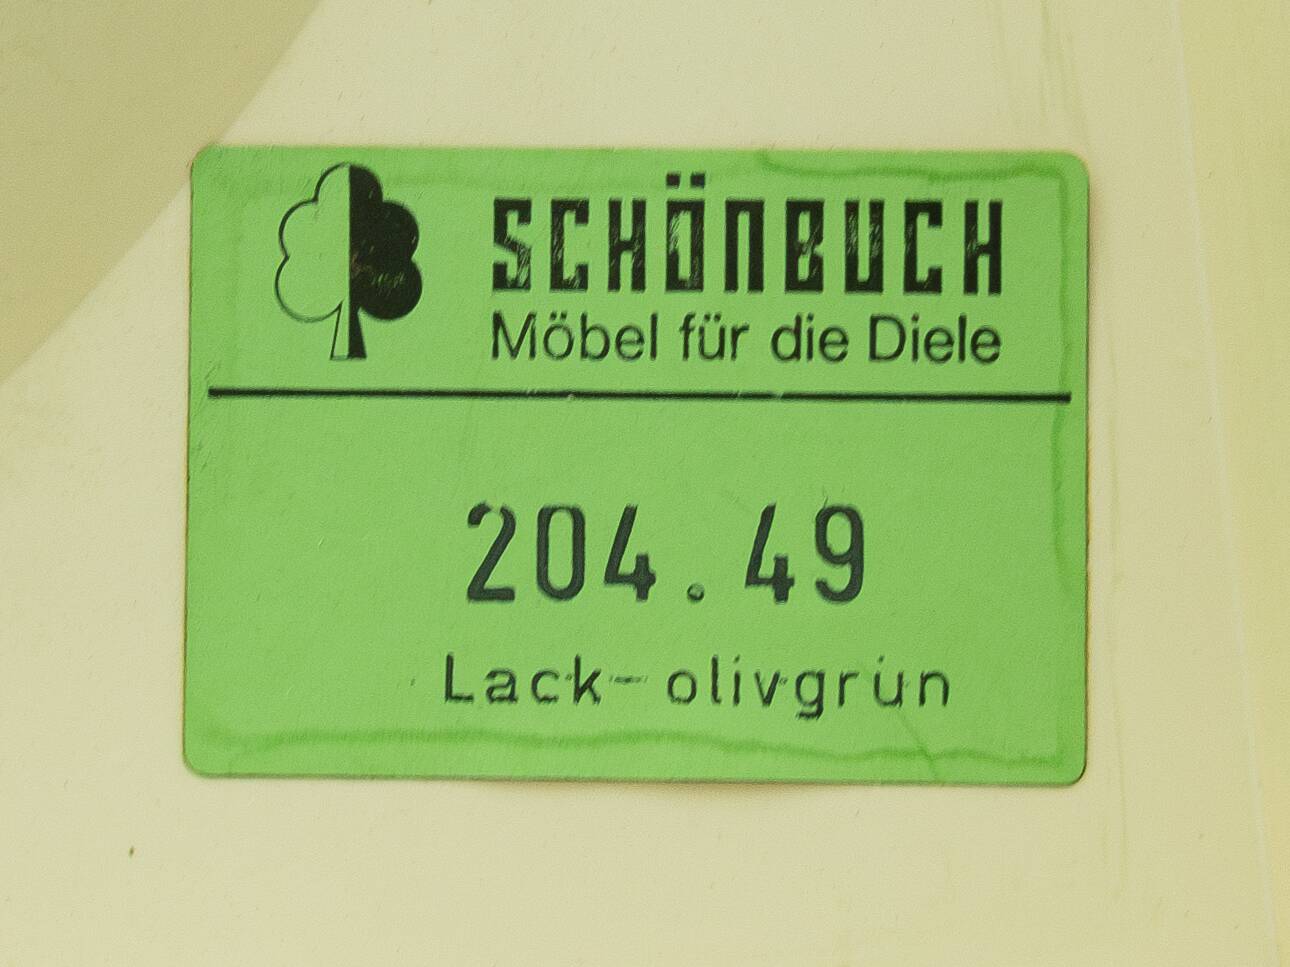 SCHÖNBUCH
Möbel für die Diele
204.49
Lack-olivgrün